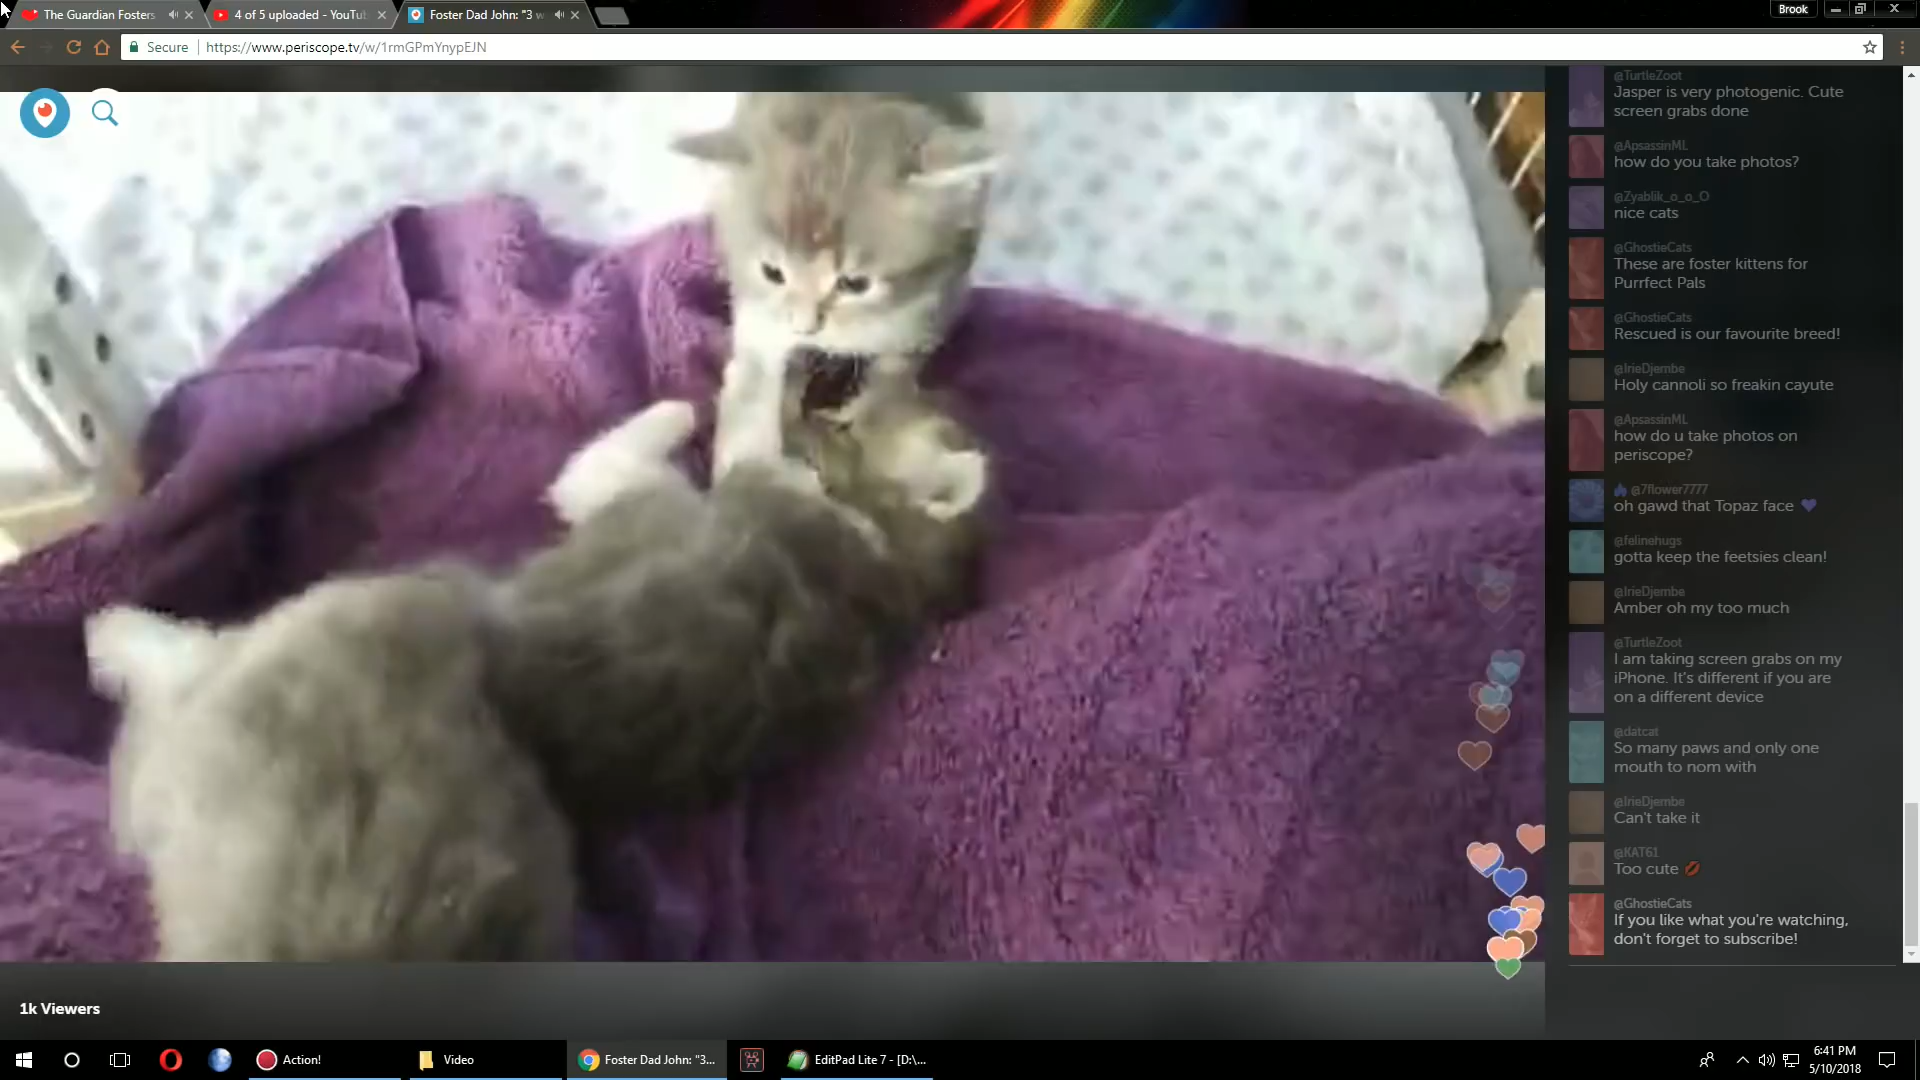 The Guardian Fosters
4 of 5 uploaded - YouTu
Foster Dad John: "3 w
Brook
Secure
https://www.periscope.tv/w/1rmGPmYnypEJN
@TurtleZoot
Jasper is very photogenic. Cute
screen grabs done
@ApsassinML
how do you take photos?
@Zyablik_o_o_O
nice cats
@GhostieCats
These are foster kittens for
Purrfect Pals
@GhostieCats
Rescued is our favourite breed!
@IrieDjembe
Holy cannoli so freakin cayute
@ApsassinML
how do u take photos on
periscope?
@7flower7777
oh gawd that Topaz face 💜
@felinehugs
gotta keep the feetsies clean!
@IrieDjembe
Amber oh my too much
@TurtleZoot
I am taking screen grabs on my
iPhone. It's different if you are
on a different device
@datcat
So many paws and only one
mouth to nom with
@IrieDjembe
Can't take it
@KAT61
Too cute 💋
@GhostieCats
If you like what you're watching,
don't forget to subscribe!
1k Viewers
Action!
Video
Foster Dad John: "3...
EditPad Lite 7 - [D:\...
6:41 PM
5/10/2018